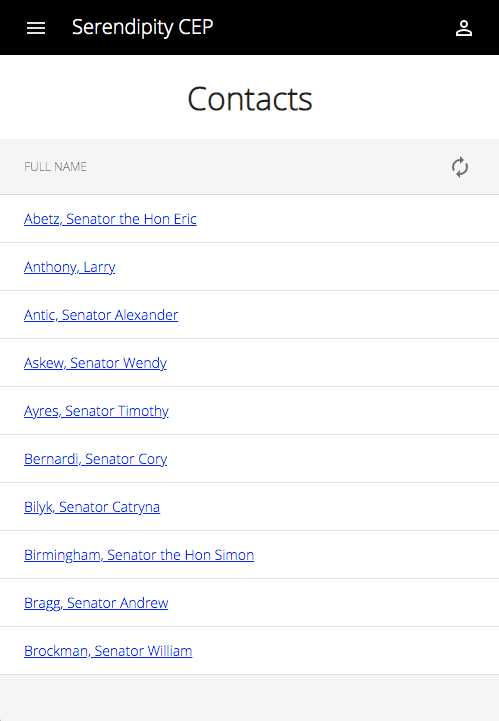 Serendipity CEP
Contacts
FULL NAME
Abetz, Senator the Hon Eric
Anthony, Larry
Antic, Senator Alexander
Askew, Senator Wendy
Ayres, Senator Timothy
Bernardi, Senator Cory
Bilyk, Senator Catryna
Birmingham, Senator the Hon Simon
Bragg, Senator Andrew
Brockman, Senator William